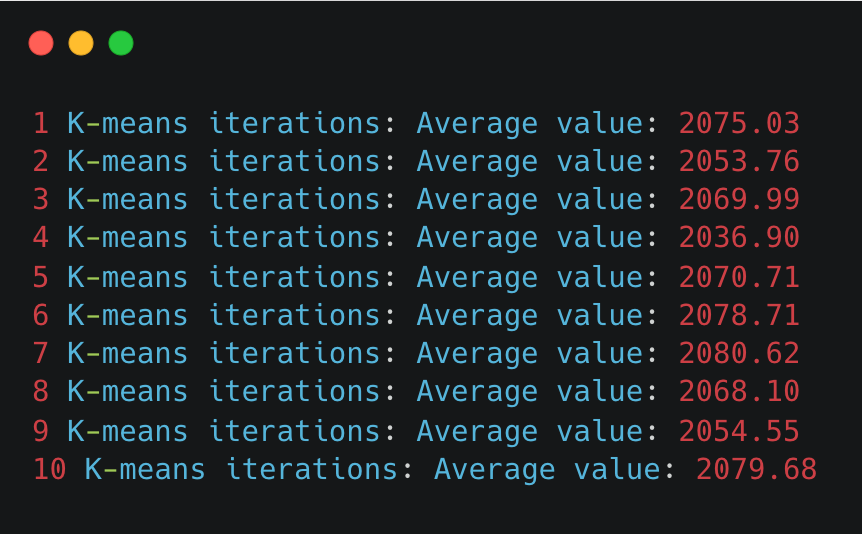 1 K-means iterations: Average value: 2075.03
2 K-means iterations: Average value: 2053.76
3 K-means iterations: Average value: 2069.99
4 K-means iterations: Average value: 2036.90
5 K-means iterations: Average value: 2070.71
6 K-means iterations: Average value: 2078.71
7 K-means iterations: Average value: 2080.62
8 K-means iterations: Average value: 2068.10
9 K-means iterations: Average value: 2054.55
10 K-means iterations: Average value: 2079.68